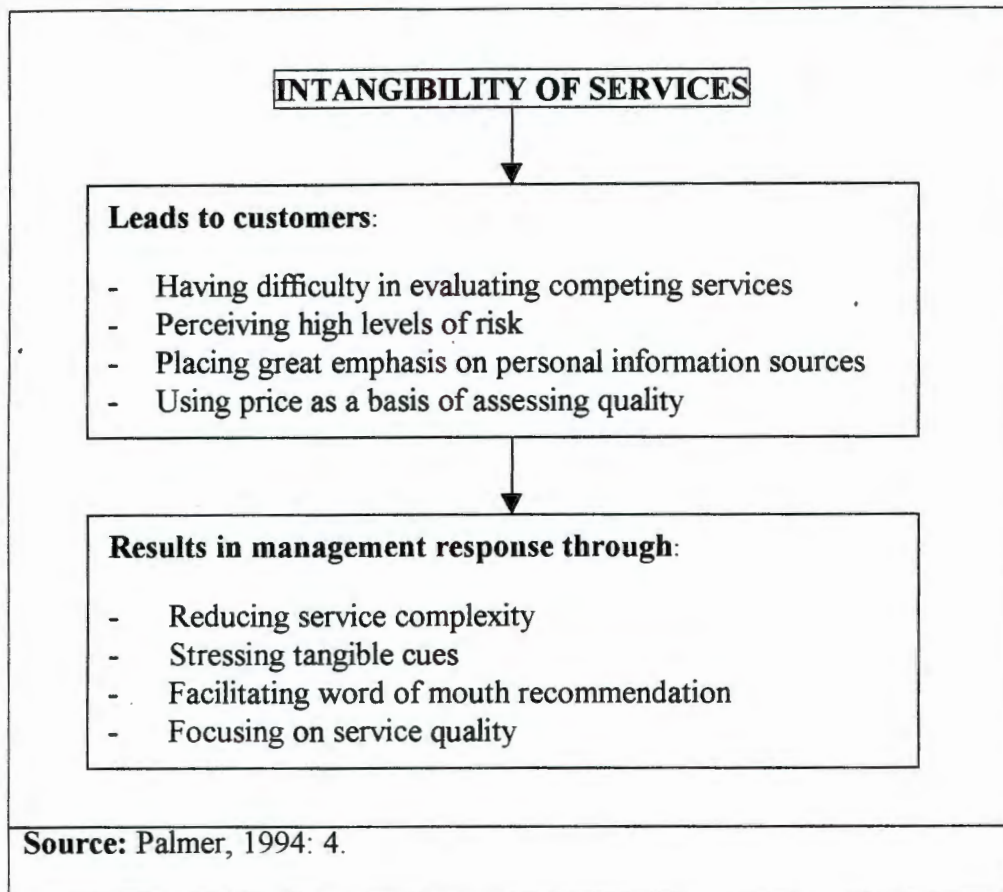 INTANGIBILITY OF SERVICES
Leads to customers:
- Having difficulty in evaluating competing services
- Perceiving high levels of risk
- Placing great emphasis on personal information sources
- Using price as a basis of assessing quality
Results in management response through:
- Reducing service complexity
- Stressing tangible cues
- Facilitating word of mouth recommendation
- Focusing on service quality
Source: Palmer, 1994: 4.